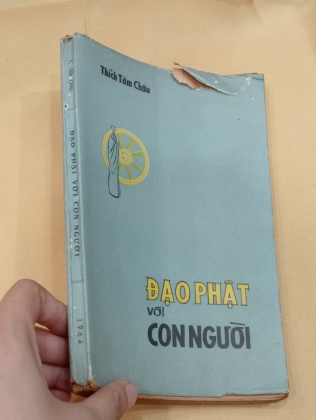 Thích Tâm Châu
ĐẠO PHẬT
VỚI
CON NGƯỜI
ĐẠO PHẬT VỚI CON NGƯỜI
1964